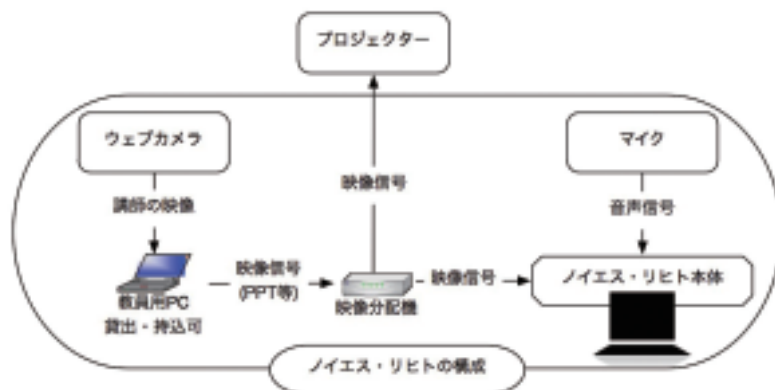 プロジェクター
ウェブカメラ
マイク
講師の映像
映像信号
音声信号
映像信号
(PPT等)
映像信号
ノイエス・リヒト本体
教員用PC
貸出・持込可
映像分配機
ノイエス・リヒトの構成